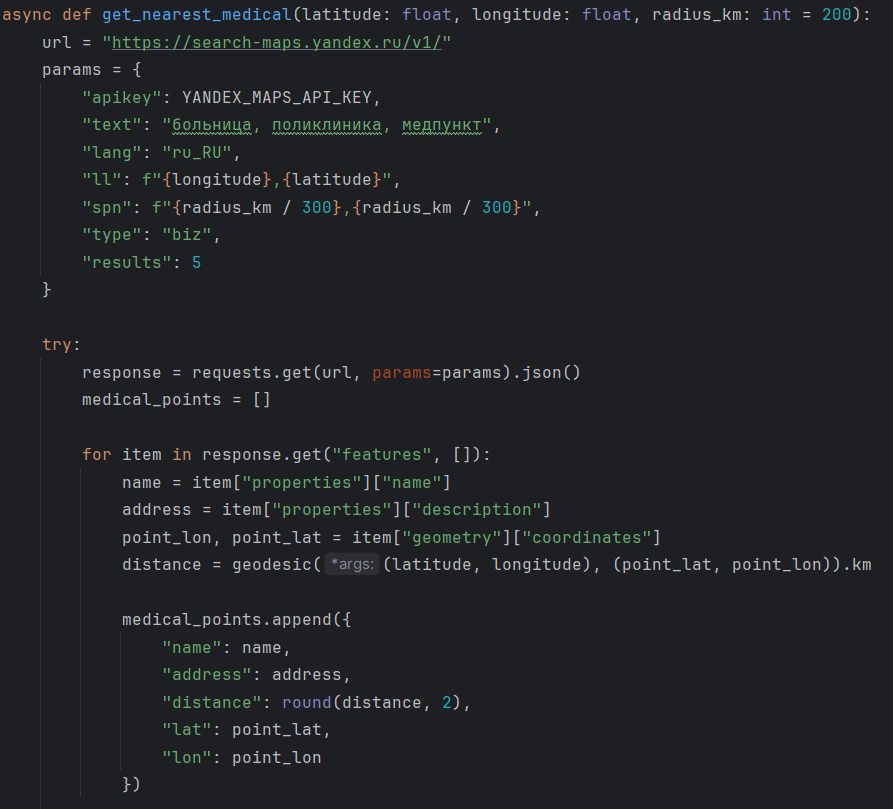 async def get_nearest_medical(latitude: float, longitude: float, radius_km: int = 200):
    url = "https://search-maps.yandex.ru/v1/"
    params = {
        "apikey": YANDEX_MAPS_API_KEY,
        "text": "больница, поликлиника, медпункт",
        "lang": "ru_RU",
        "ll": f"{longitude},{latitude}",
        "spn": f"{radius_km / 300},{radius_km / 300}",
        "type": "biz",
        "results": 5
    }

    try:
        response = requests.get(url, params=params).json()
        medical_points = []

        for item in response.get("features", []):
            name = item["properties"]["name"]
            address = item["properties"]["description"]
            point_lon, point_lat = item["geometry"]["coordinates"]
            distance = geodesic( *args: (latitude, longitude), (point_lat, point_lon)).km

            medical_points.append({
                "name": name,
                "address": address,
                "distance": round(distance, 2),
                "lat": point_lat,
                "lon": point_lon
            })